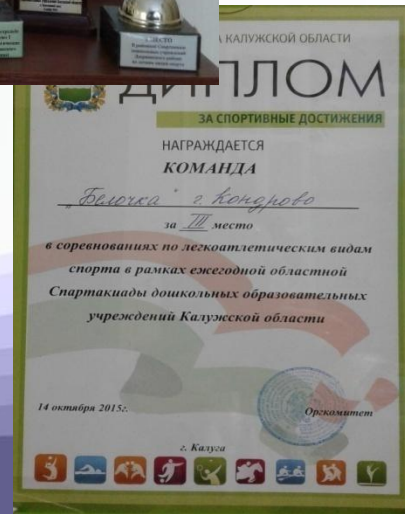 I МЕСТО
А КАЛУЖСКОЙ ОБЛАСТИ
ДИПЛОМ
ЗА СПОРТИВНЫЕ ДОСТИЖЕНИЯ
НАГРАЖДАЕТСЯ
КОМАНДА
"Белочка" г. Кондрово
за III место
в соревнованиях по легкоатлетическим видам
спорта в рамках ежегодной областной
Спартакиады дошкольных образовательных
учреждений Калужской области
14 октября 2015г.
Оргкомитет
г. Калуга